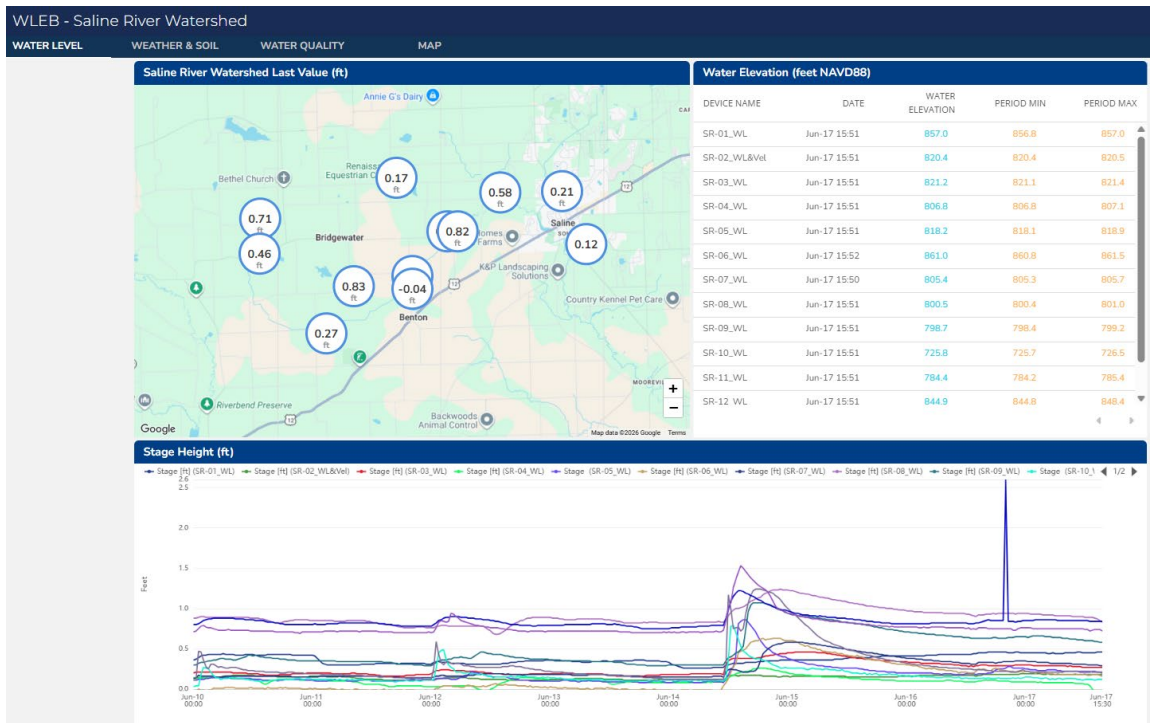 WLEB - Saline River Watershed
WATER LEVEL WEATHER & SOIL WATER QUALITY MAP
Saline River Watershed Last Value (ft)
Annie G's Dairy
Bethel Church
Equestrian
0.17
ft
0.58
ft
0.21
ft
12
0.71
ft
0.46
ft
Bridgewater
0.82
ft
Farms
Saline
0.12
K&P Landscaping
Solutions
0.83
ft
-0.04
ft
12
Benton
Country Kennel Pet Care
0.27
ft
Riverbend Preserve
12
Backwoods
Animal Control
+
−
Google
Map data ©2026 Google Terms
Water Elevation (feet NAVD88)
DEVICE NAME DATE WATER ELEVATION PERIOD MIN PERIOD MAX
SR-01_WL Jun-17 15:51 857.0 856.8 857.0
SR-02_WL&Vel Jun-17 15:51 820.4 820.4 820.5
SR-03_WL Jun-17 15:51 821.2 821.1 821.4
SR-04_WL Jun-17 15:51 806.8 806.8 807.1
SR-05_WL Jun-17 15:51 818.2 818.1 818.9
SR-06_WL Jun-17 15:52 861.0 860.8 861.5
SR-07_WL Jun-17 15:50 805.4 805.3 805.7
SR-08_WL Jun-17 15:51 800.5 800.4 801.0
SR-09_WL Jun-17 15:51 798.7 798.4 799.2
SR-10_WL Jun-17 15:51 725.8 725.7 726.5
SR-11_WL Jun-17 15:51 784.4 784.2 785.4
SR-12 WL Jun-17 15:51 844.9 844.8 848.4
Stage Height (ft)
Stage [ft] (SR-01_WL) Stage [ft] (SR-02_WL&Vel) Stage [ft] (SR-03_WL) Stage [ft] (SR-04_WL) Stage (SR-05_WL) Stage [ft] (SR-06_WL) Stage [ft] (SR-07_WL) Stage [ft] (SR-08_WL) Stage [ft] (SR-09_WL) Stage (SR-10_ 1/2
2.6
2.5
2.0
1.5
Feet
1.0
0.5
0.0
Jun-10 Jun-11 Jun-12 Jun-13 Jun-14 Jun-15 Jun-16 Jun-17 Jun-17
00:00 00:00 00:00 00:00 00:00 00:00 00:00 00:00 15:30